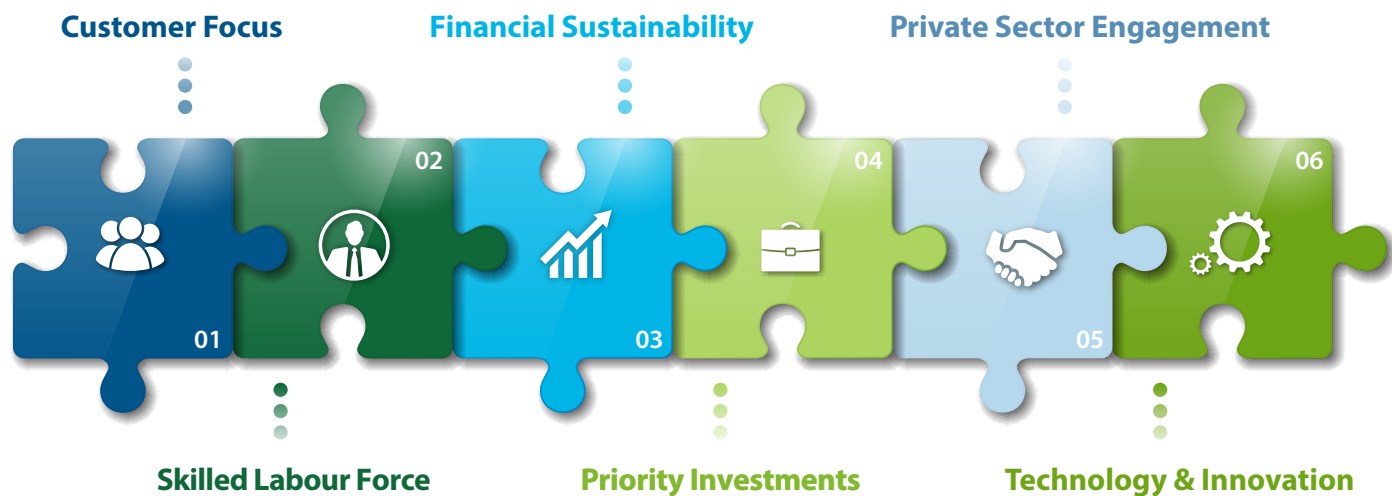 Customer Focus
Financial Sustainability
Private Sector Engagement
02
04
06
01
03
05
Skilled Labour Force
Priority Investments
Technology & Innovation